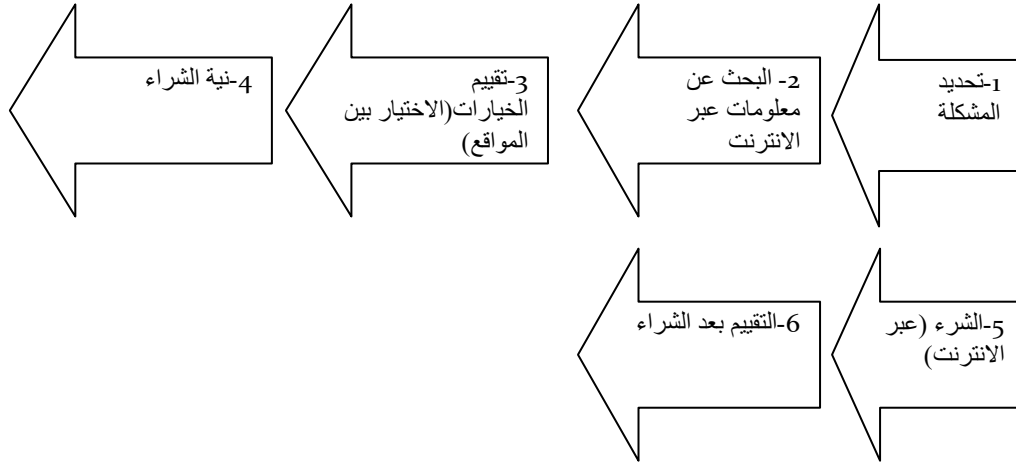 1-تحديد
المشكلة
2- البحث عن
معلومات عبر
الانترنت
3-تقييم
الخيارات(الاختيار بين
المواقع)
4-نية الشراء
5-الشرء (عبر
الانترنت)
6-التقييم بعد الشراء